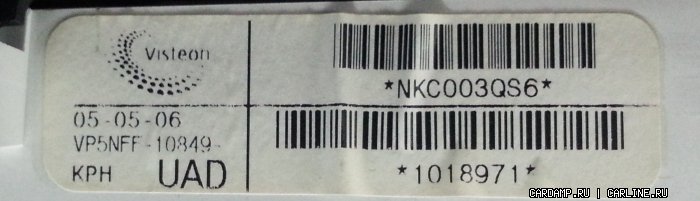 Visteon
05-05-06
VP5NFF-10849-
KPH UAD
*NKC003QS6*
*1018971*
CARDAMP.RU | CARLINE.RU